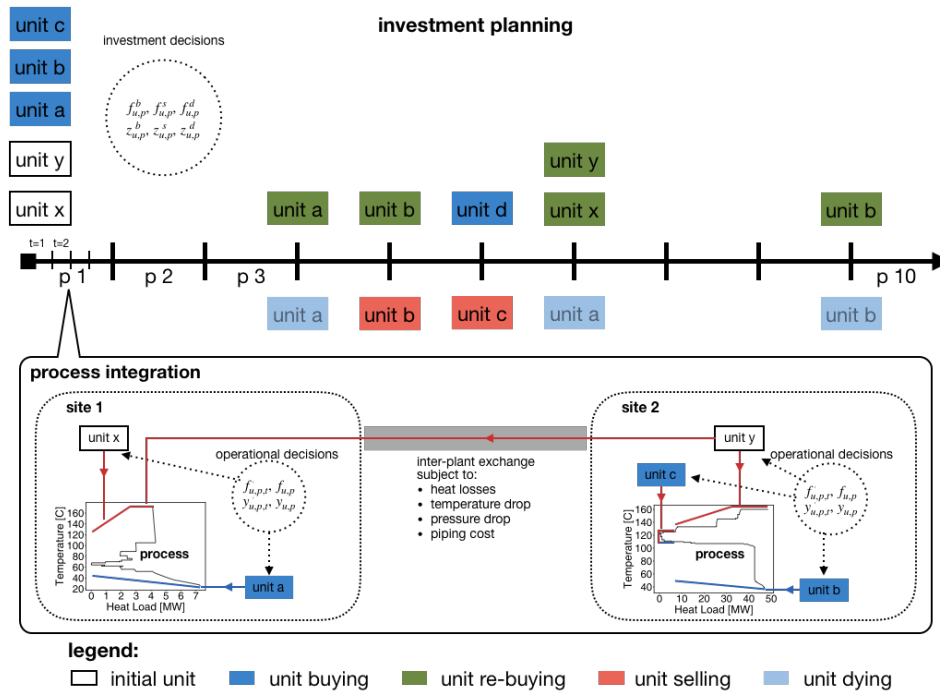 unit c
investment planning
investment decisions
unit b
f^b_{u,p}, f^s_{u,p}, f^d_{u,p}
z^b_{u,p}, z^s_{u,p}, z^d_{u,p}
unit a
unit y
unit y
unit x
unit a
unit b
unit d
unit x
unit b
t=1 t=2
p 1
p 2
p 3
p 10
unit a
unit b
unit c
unit a
unit b
process integration
site 1
unit x
operational decisions
f'_{u,p,t}, f_{u,p}
y'_{u,p,t}, y_{u,p}
Temperature [C]
160
140
120
100
80
60
40
20
process
0 1 2 3 4 5 6 7
Heat Load [MW]
unit a
inter-plant exchange
subject to:
• heat losses
• temperature drop
• pressure drop
• piping cost
site 2
unit y
operational decisions
unit c
f'_{u,p,t}, f_{u,p}
y_{u,p,t}, y_{u,p}
Temperature [C]
160
140
120
100
80
60
40
process
0 10 20 30 40 50
Heat Load [MW]
unit b
legend:
initial unit
unit buying
unit re-buying
unit selling
unit dying